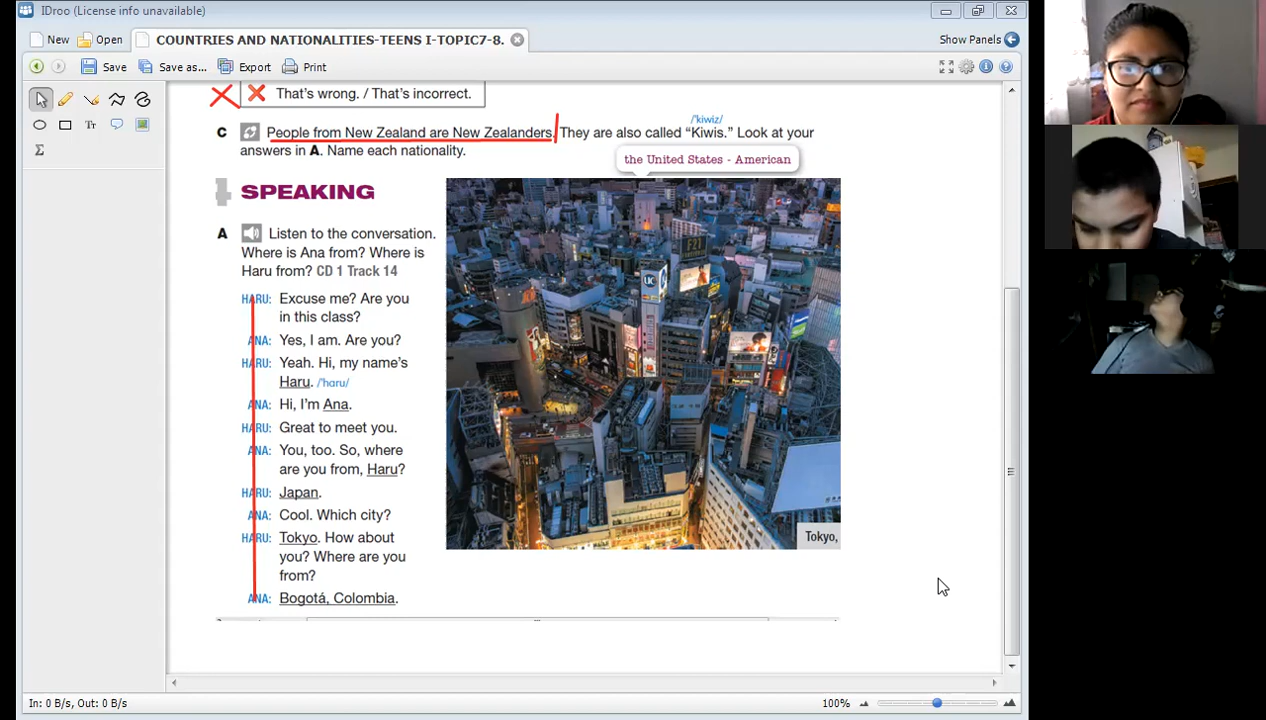 IDroo (License info unavailable)
New Open COUNTRIES AND NATIONALITIES-TEENS I-TOPIC7-8. Show Panels
Save Save as... Export Print
That's wrong. / That's incorrect.
/'kiwiz/
C People from New Zealand are New Zealanders. They are also called "Kiwis." Look at your
answers in A. Name each nationality.
the United States - American
SPEAKING
A Listen to the conversation.
Where is Ana from? Where is
Haru from? CD 1 Track 14
HARU: Excuse me? Are you
in this class?
ANA: Yes, I am. Are you?
HARU: Yeah. Hi, my name's
Haru. /'haru/
ANA: Hi, I'm Ana.
HARU: Great to meet you.
ANA: You, too. So, where
are you from, Haru?
HARU: Japan.
ANA: Cool. Which city?
HARU: Tokyo. How about
you? Where are you
from?
ANA: Bogotá, Colombia.
F21
UC
Tokyo,
Tr
Σ
In: 0 B/s, Out: 0 B/s 100%